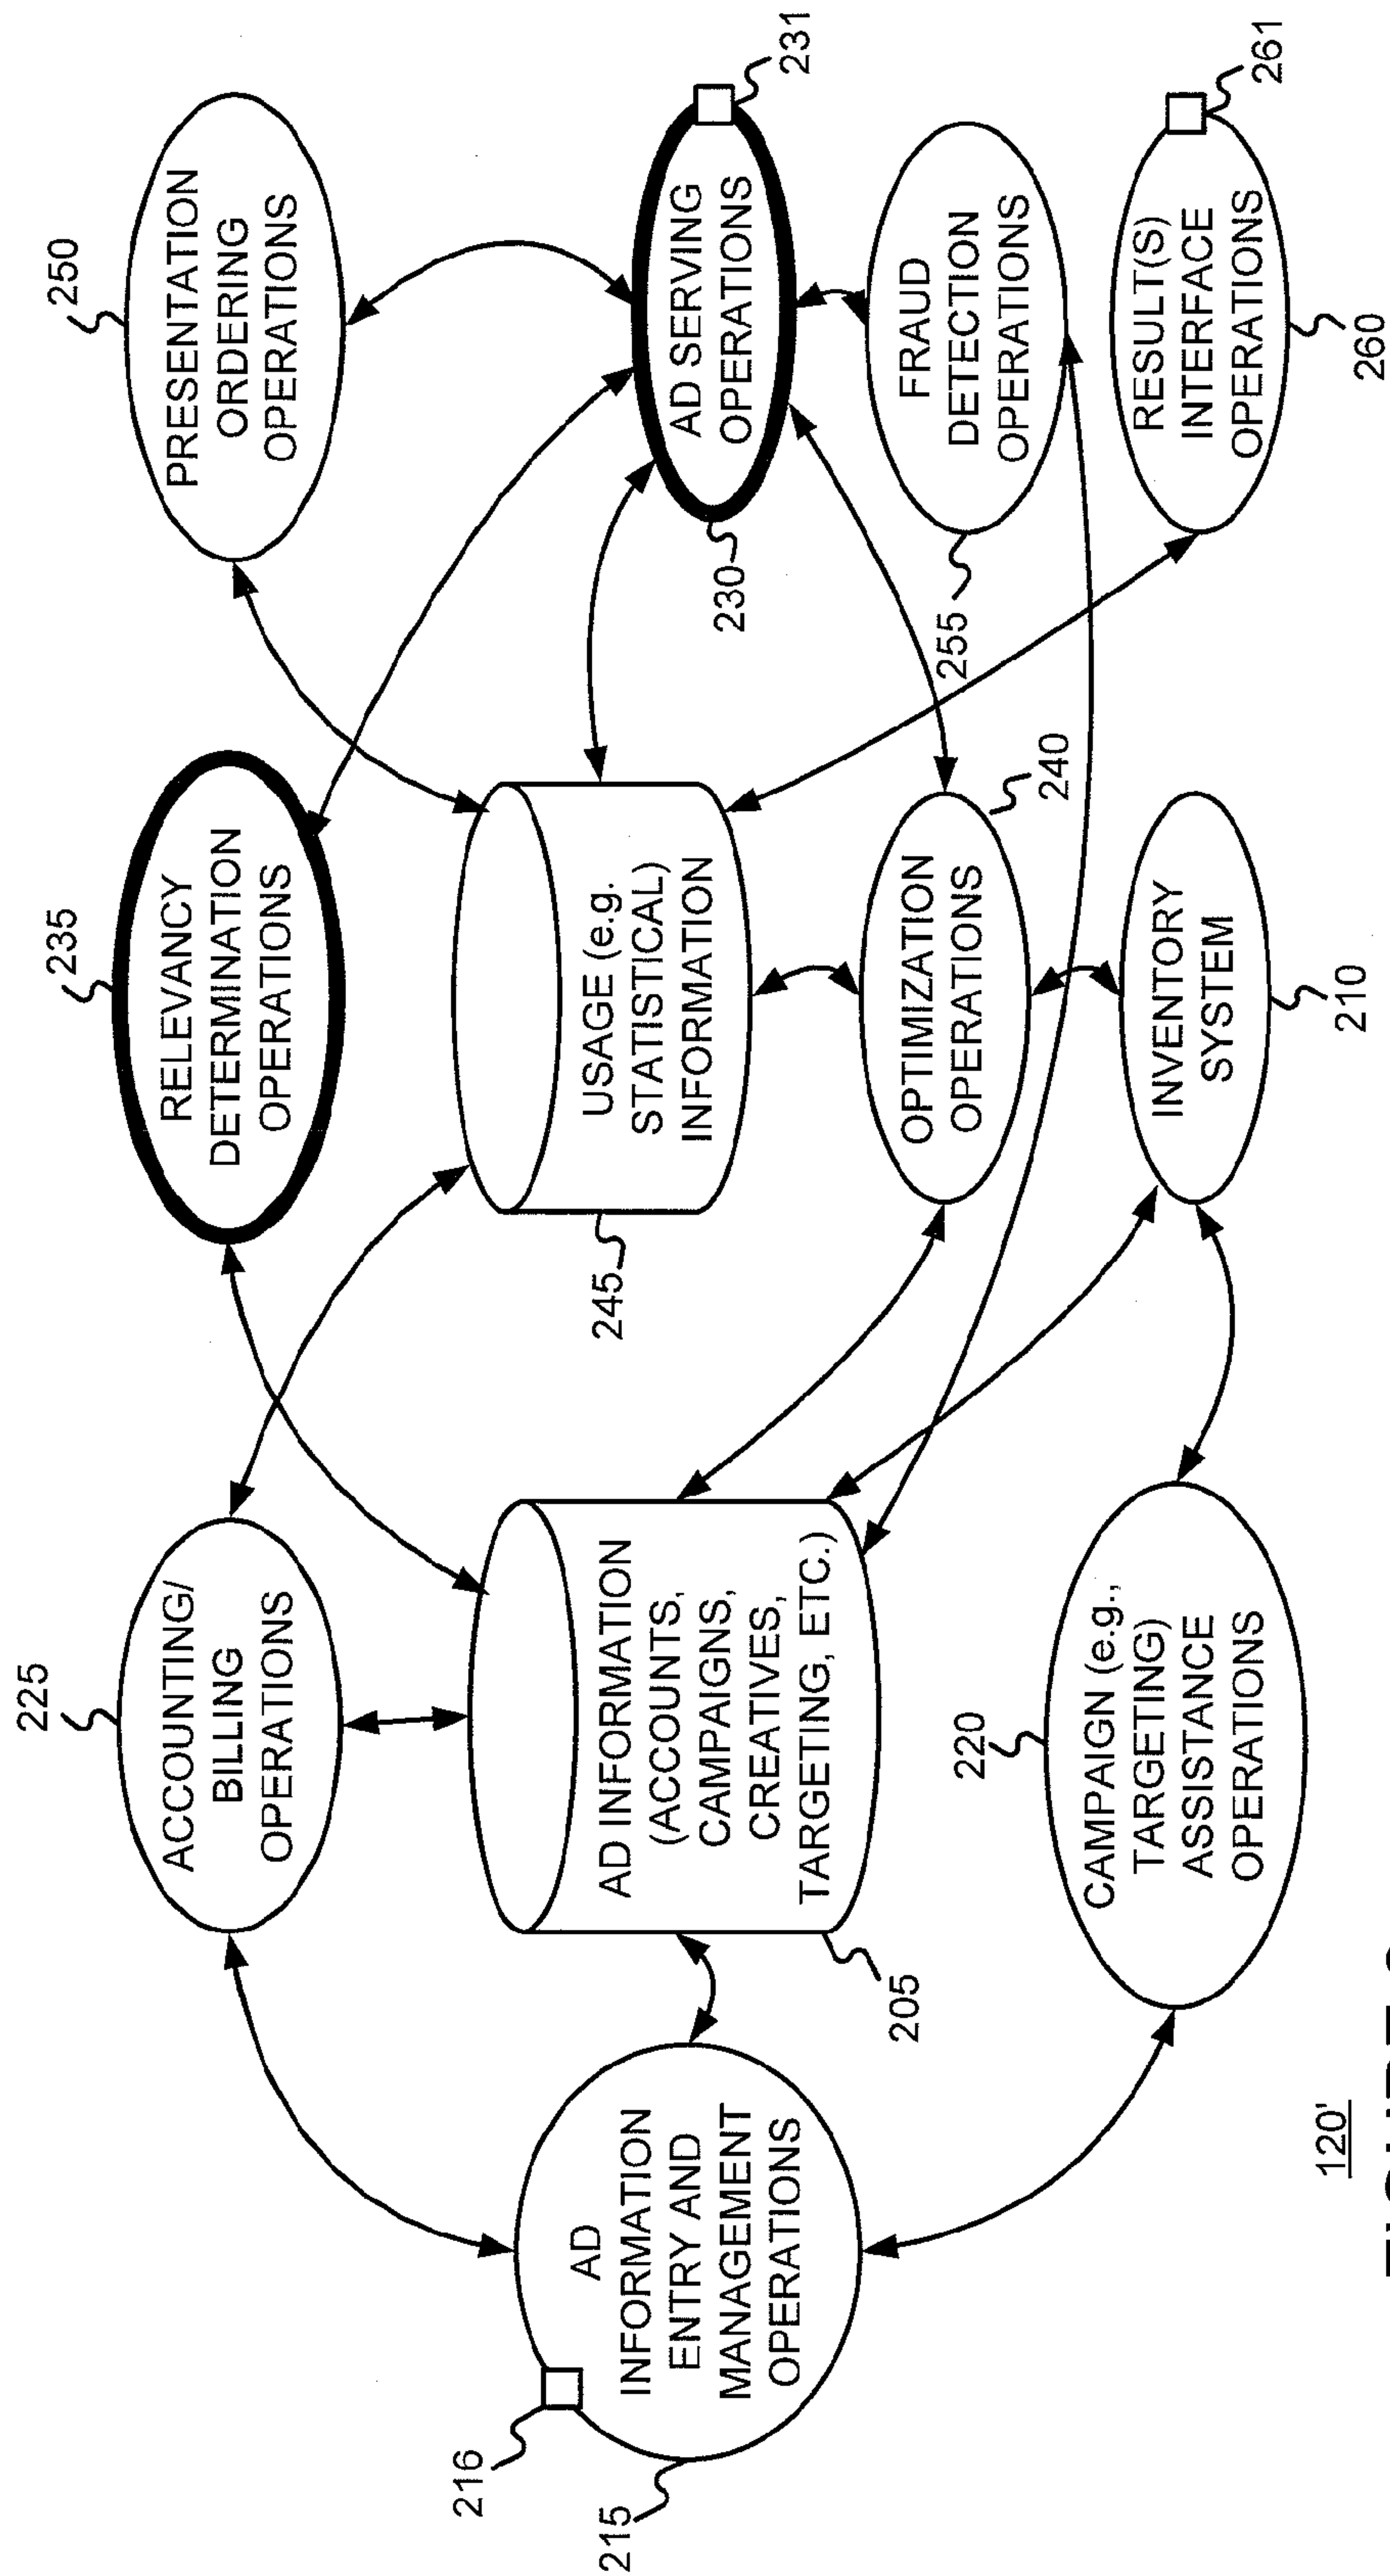 225
235
250
ACCOUNTING/
BILLING
OPERATIONS
RELEVANCY
DETERMINATION
OPERATIONS
PRESENTATION
ORDERING
OPERATIONS
216
215
AD
INFORMATION
ENTRY AND
MANAGEMENT
OPERATIONS
AD INFORMATION
(ACCOUNTS,
CAMPAIGNS,
CREATIVES,
TARGETING, ETC.)
205
245
USAGE (e.g.
STATISTICAL)
INFORMATION
230
AD SERVING
OPERATIONS
231
240
OPTIMIZATION
OPERATIONS
255
FRAUD
DETECTION
OPERATIONS
220
CAMPAIGN (e.g.,
TARGETING)
ASSISTANCE
OPERATIONS
INVENTORY
SYSTEM
210
RESULT(S)
INTERFACE
OPERATIONS
261
260
120'